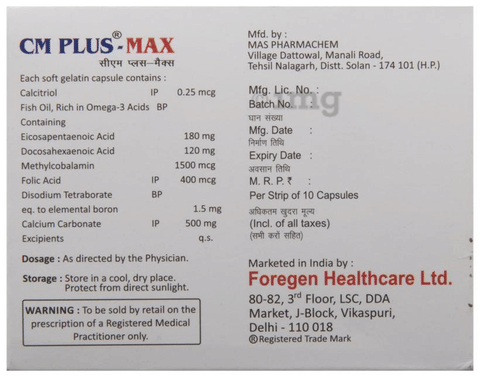 CM PLUS®-MAX
सीएम प्लस-मैक्स
Each soft gelatin capsule contains :
Calcitriol IP 0.25 mcg
Fish Oil, Rich in Omega-3 Acids BP
Containing
Eicosapentaenoic Acid 180 mg
Docosahexaenoic Acid 120 mg
Methylcobalamin 1500 mcg
Folic Acid IP 400 mcg
Disodium Tetraborate BP
eq. to elemental boron 1.5 mg
Calcium Carbonate IP 500 mg
Excipients q.s.
Dosage : As directed by the Physician.
Storage : Store in a cool, dry place.
Protect from direct sunlight.
WARNING : To be sold by retail on the
prescription of a Registered Medical
Practitioner only.
Mfd. by :
MAS PHARMACHEM
Village Dattowal, Manali Road,
Tehsil Nalagarh, Distt. Solan - 174 101 (H.P.)
Mfg. Lic. No. :
Batch No. :
घान संख्या
Mfg. Date :
निर्माण तिथि
Expiry Date :
अवसान तिथि
M. R. P. ₹ :
Per Strip of 10 Capsules
अधिकतम खुदरा मूल्य
(Incl. of all taxes)
(सभी करों सहित)
Marketed in India by :
Foregen Healthcare Ltd.
80-82, 3rd Floor, LSC, DDA
Market, J-Block, Vikaspuri,
Delhi - 110 018
®Registered Trade Mark